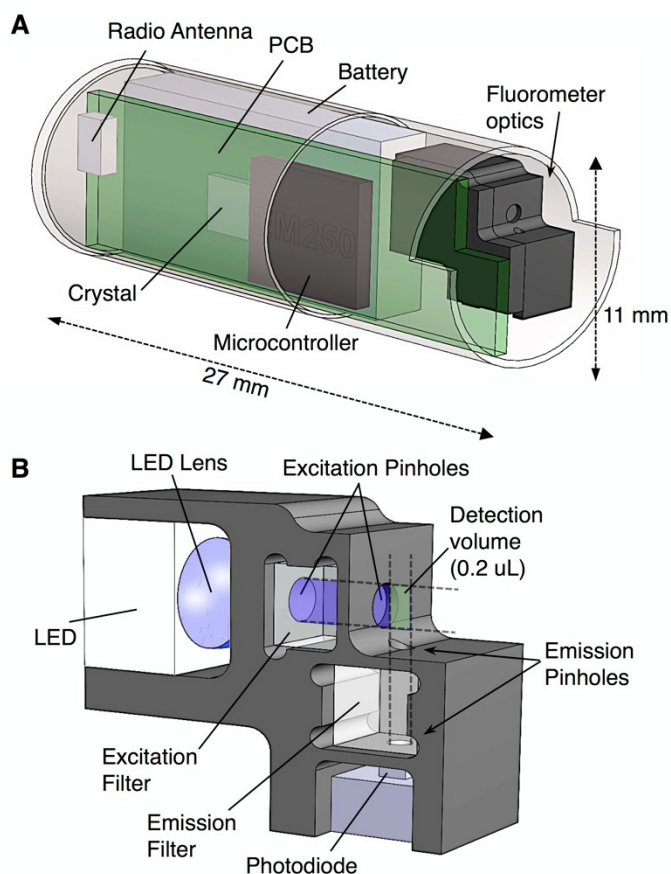 A
Radio Antenna
PCB
Battery
Fluorometer
optics
EM250
Crystal
Microcontroller
11 mm
27 mm
B
LED Lens
Excitation Pinholes
Detection
volume
(0.2 uL)
LED
Emission
Pinholes
Excitation
Filter
Emission
Filter
Photodiode